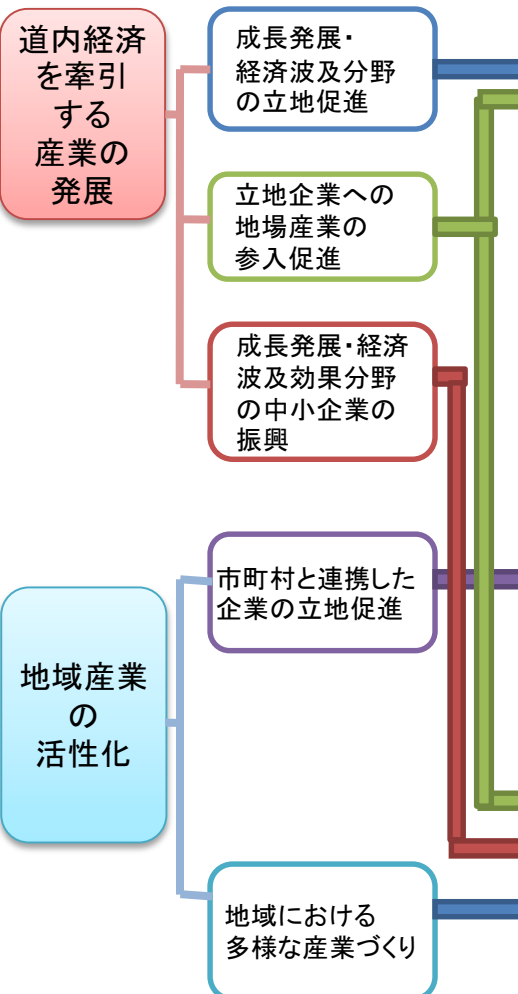 道内経済
を牽引
する
産業の
発展
成長発展・
経済波及分野
の立地促進
立地企業への
地場産業の
参入促進
成長発展・経済
波及効果分野
の中小企業の
振興
地域産業
の
活性化
市町村と連携した
企業の立地促進
地域における
多様な産業づくり